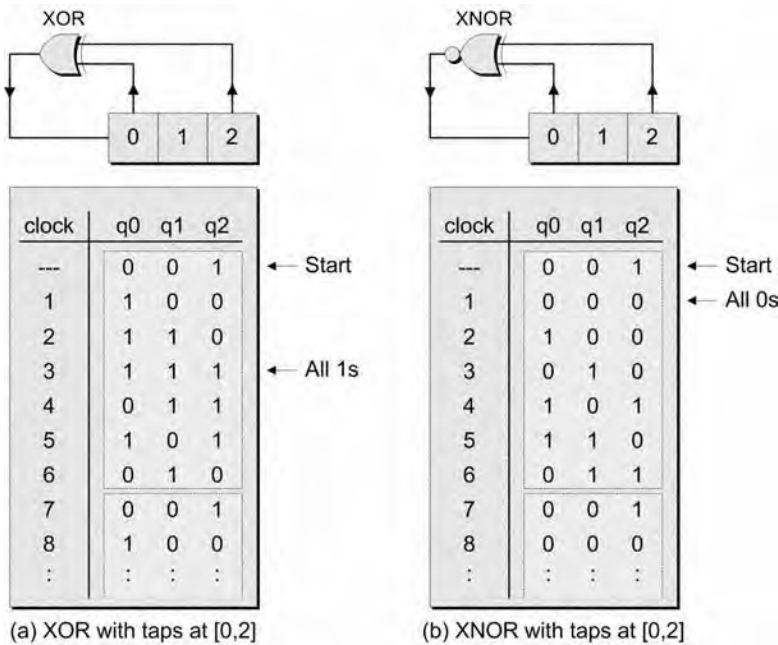 XOR
0 1 2
clock q0 q1 q2
--- 0 0 1 Start
1 1 0 0
2 1 1 0
3 1 1 1 All 1s
4 0 1 1
5 1 0 1
6 0 1 0
7 0 0 1
8 1 0 0
: : : :
(a) XOR with taps at [0,2]
XNOR
0 1 2
clock q0 q1 q2
--- 0 0 1 Start
1 0 0 0 All 0s
2 1 0 0
3 0 1 0
4 1 0 1
5 1 1 0
6 0 1 1
7 0 0 1
8 0 0 0
: : : :
(b) XNOR with taps at [0,2]